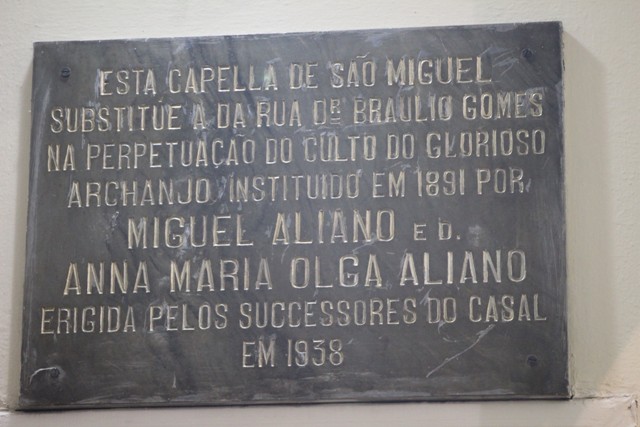 ESTA CAPELLA DE SÃO MIGUEL
SUBSTITUE A DA RUA DR BRAULIO GOMES
NA PERPETUAÇÃO DO CULTO DO GLORIOSO
ARCHANJO, INSTITUIDO EM 1891 POR
MIGUEL ALIANO E D.
ANNA MARIA OLGA ALIANO
ERIGIDA PELOS SUCCESSORES DO CASAL
EM 1938